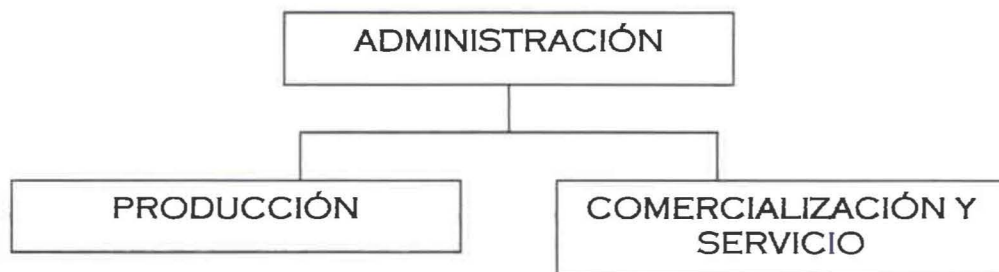 ADMINISTRACIÓN
PRODUCCIÓN
COMERCIALIZACIÓN Y
SERVICIO